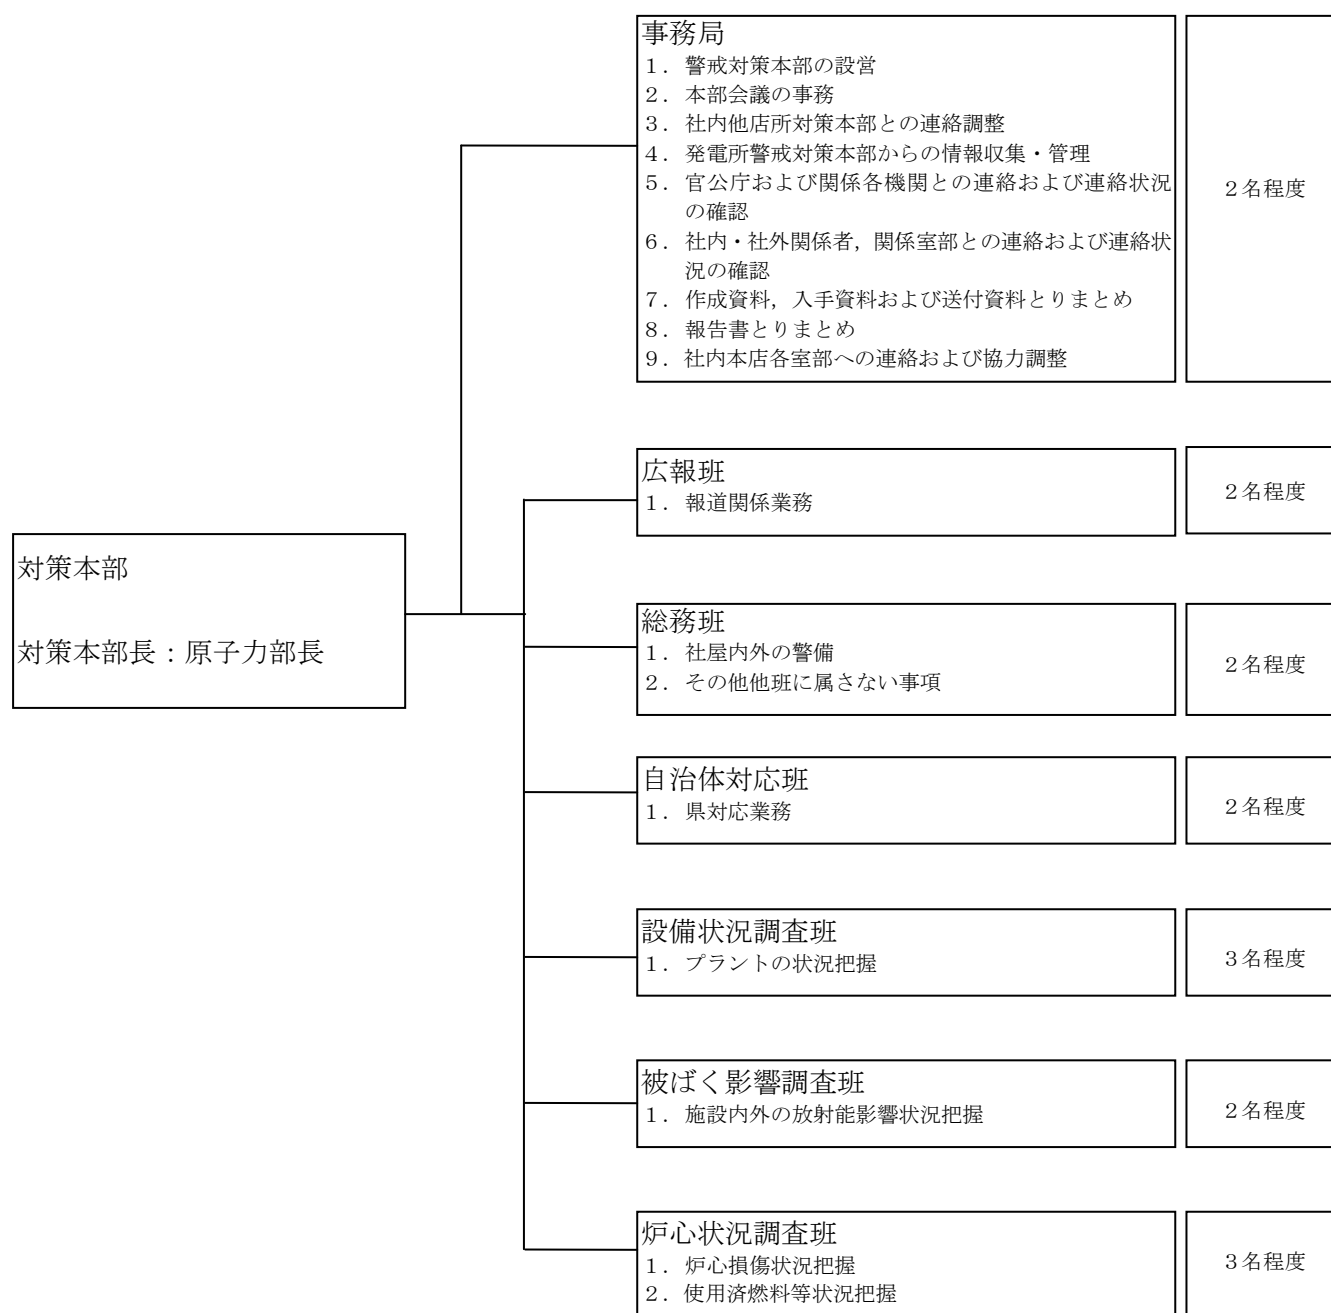 事務局
１．警戒対策本部の設営
２．本部会議の事務
３．社内他店所対策本部との連絡調整
４．発電所警戒対策本部からの情報収集・管理
５．官公庁および関係各機関との連絡および連絡状況
の確認
６．社内・社外関係者，関係室部との連絡および連絡状
況の確認
７．作成資料，入手資料および送付資料とりまとめ
８．報告書とりまとめ
９．社内本店各室部への連絡および協力調整
２名程度
広報班
１．報道関係業務
２名程度
対策本部
対策本部長：原子力部長
総務班
１．社屋内外の警備
２．その他他班に属さない事項
２名程度
自治体対応班
１．県対応業務
２名程度
設備状況調査班
１．プラントの状況把握
３名程度
被ばく影響調査班
１．施設内外の放射能影響状況把握
２名程度
炉心状況調査班
１．炉心損傷状況把握
２．使用済燃料等状況把握
３名程度